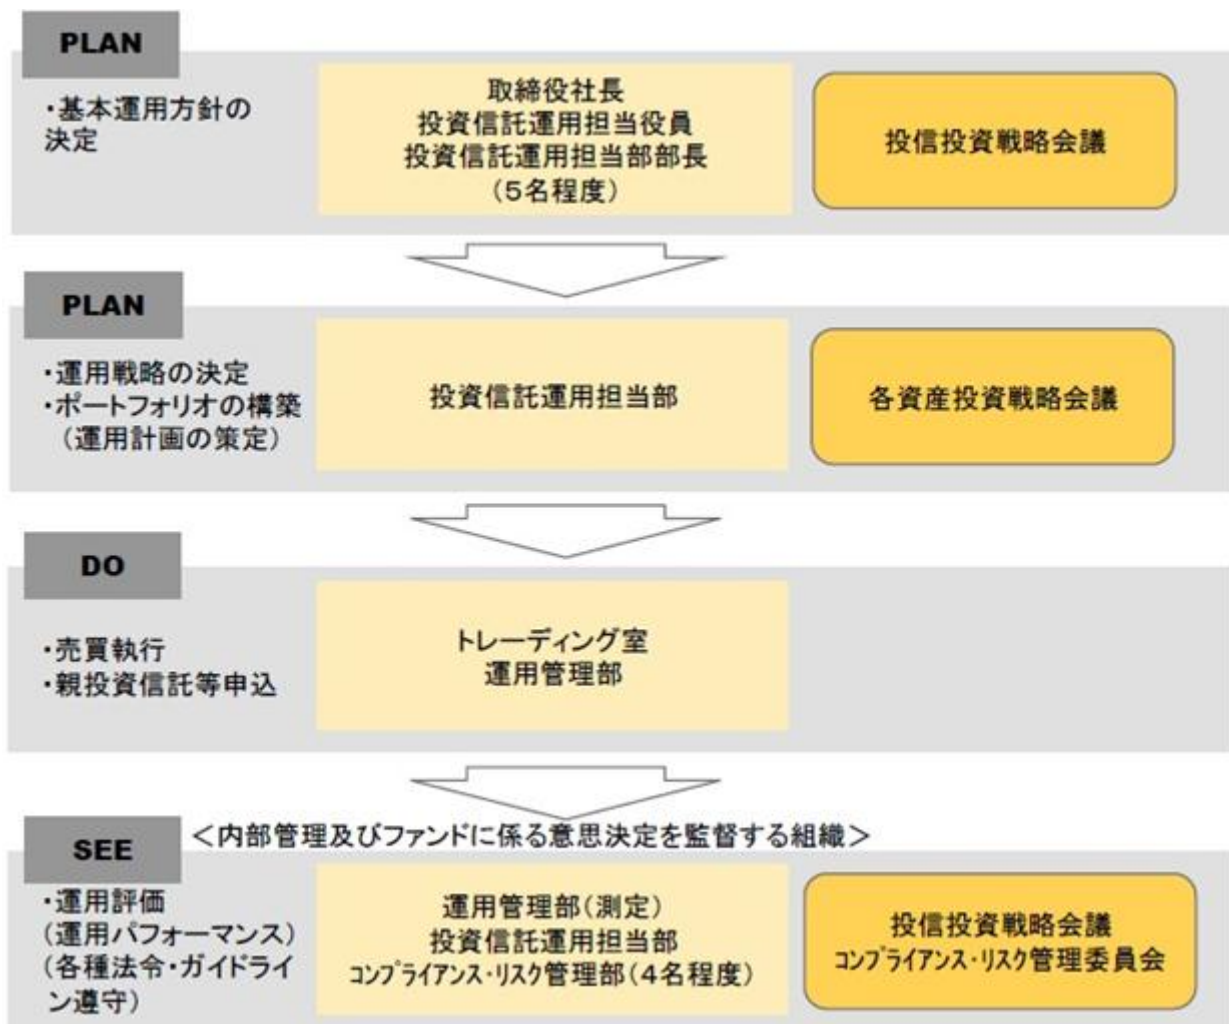 PLAN
・基本運用方針の
決定
取締役社長
投資信託運用担当役員
投資信託運用担当部部長
(5名程度)
投信投資戦略会議
PLAN
・運用戦略の決定
・ポートフォリオの構築
(運用計画の策定)
投資信託運用担当部
各資産投資戦略会議
DO
・売買執行
・親投資信託等申込
トレーディング室
運用管理部
SEE
＜内部管理及びファンドに係る意思決定を監督する組織＞
・運用評価
(運用パフォーマンス)
(各種法令・ガイドライ
ン遵守)
運用管理部(測定)
投資信託運用担当部
ｺﾝﾌﾟﾗｲｱﾝｽ・ﾘｽｸ管理部(4名程度)
投信投資戦略会議
ｺﾝﾌﾟﾗｲｱﾝｽ・ﾘｽｸ管理委員会